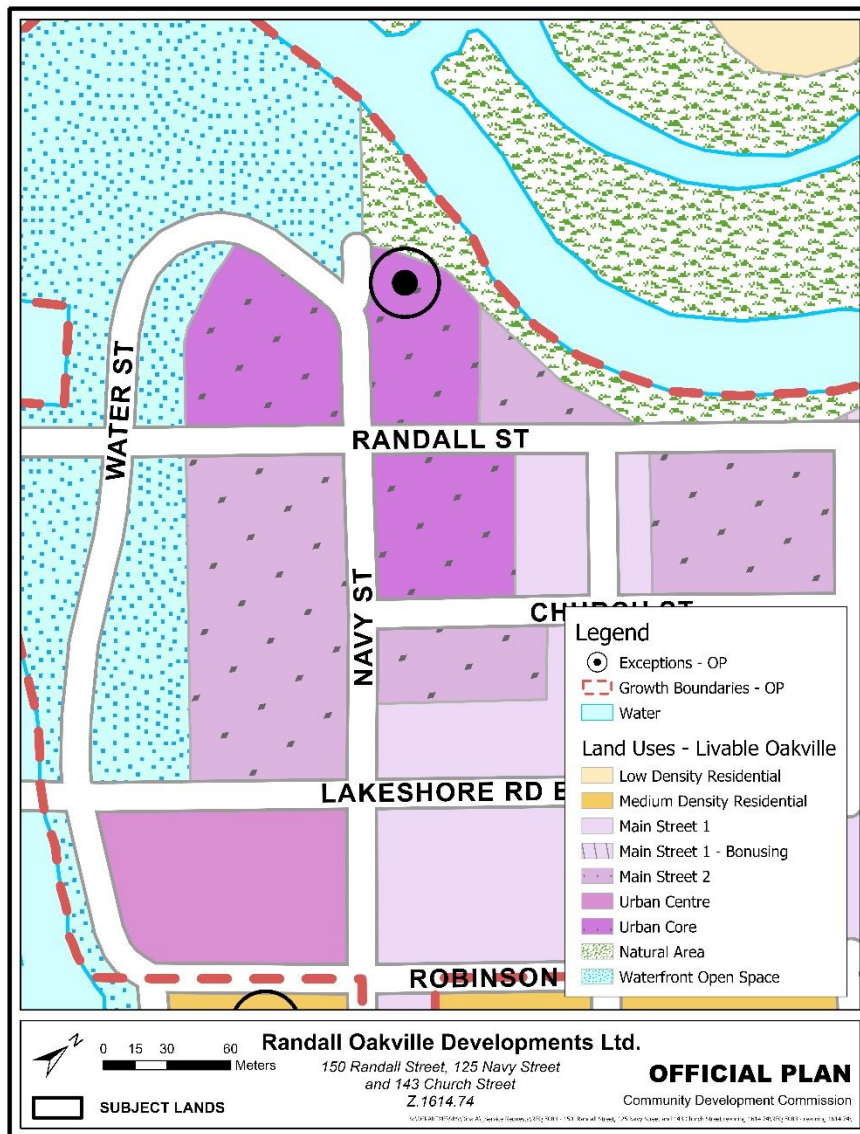 RANDALL ST
WATER ST
NAVY ST
CHURCH ST
LAKESHORE RD E
ROBINSON
Legend
Exceptions - OP
Growth Boundaries - OP
Water
Land Uses - Livable Oakville
Low Density Residential
Medium Density Residential
Main Street 1
Main Street 1 - Bonusing
Main Street 2
Urban Centre
Urban Core
Natural Area
Waterfront Open Space
N
0 15 30 60
Meters
SUBJECT LANDS
Randall Oakville Developments Ltd.
150 Randall Street, 125 Navy Street
and 143 Church Street
Z.1614.74
OFFICIAL PLAN
Community Development Commission